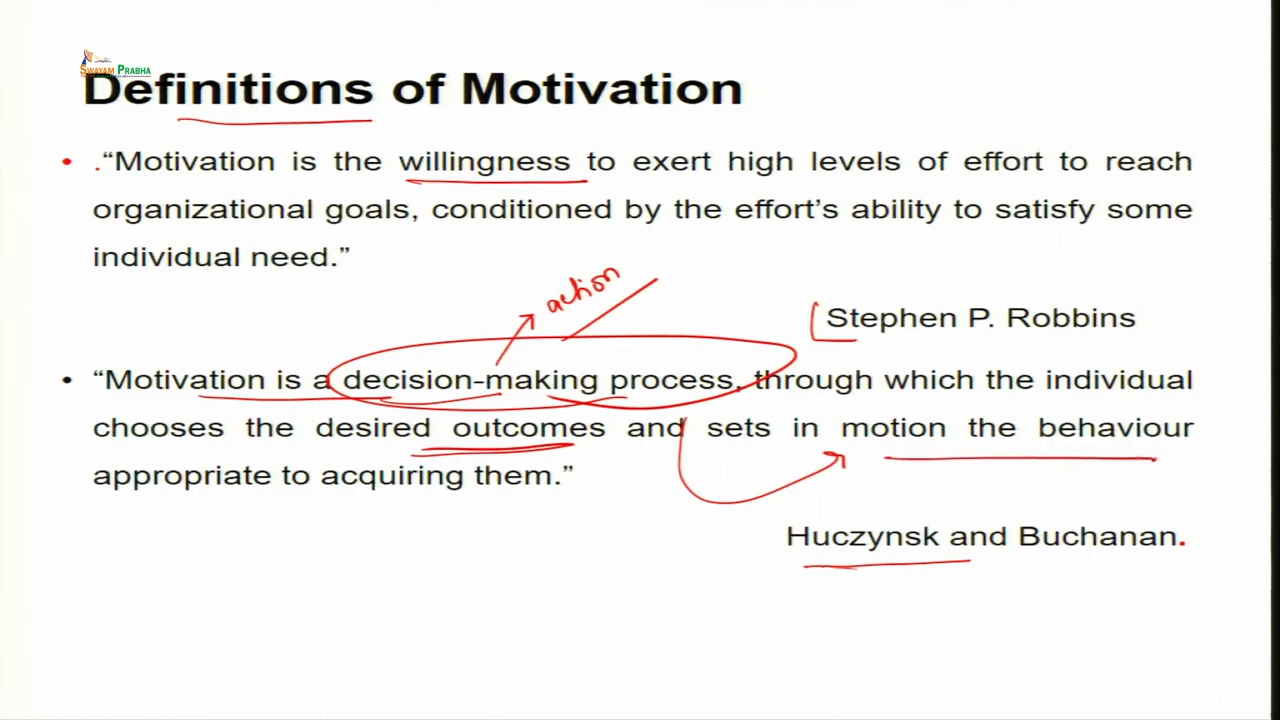 SWAYAM PRABHA
Definitions of Motivation
• .“Motivation is the willingness to exert high levels of effort to reach
organizational goals, conditioned by the effort’s ability to satisfy some
individual need.”
action
Stephen P. Robbins
• “Motivation is a decision-making process, through which the individual
chooses the desired outcomes and sets in motion the behaviour
appropriate to acquiring them.”
Huczynsk and Buchanan.